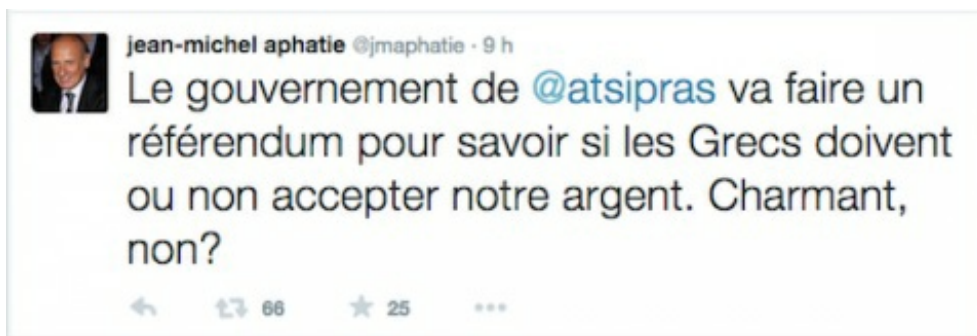 jean-michel aphatie @jmaphatie · 9 h
Le gouvernement de @atsipras va faire un
référendum pour savoir si les Grecs doivent
ou non accepter notre argent. Charmant,
non?
66 25